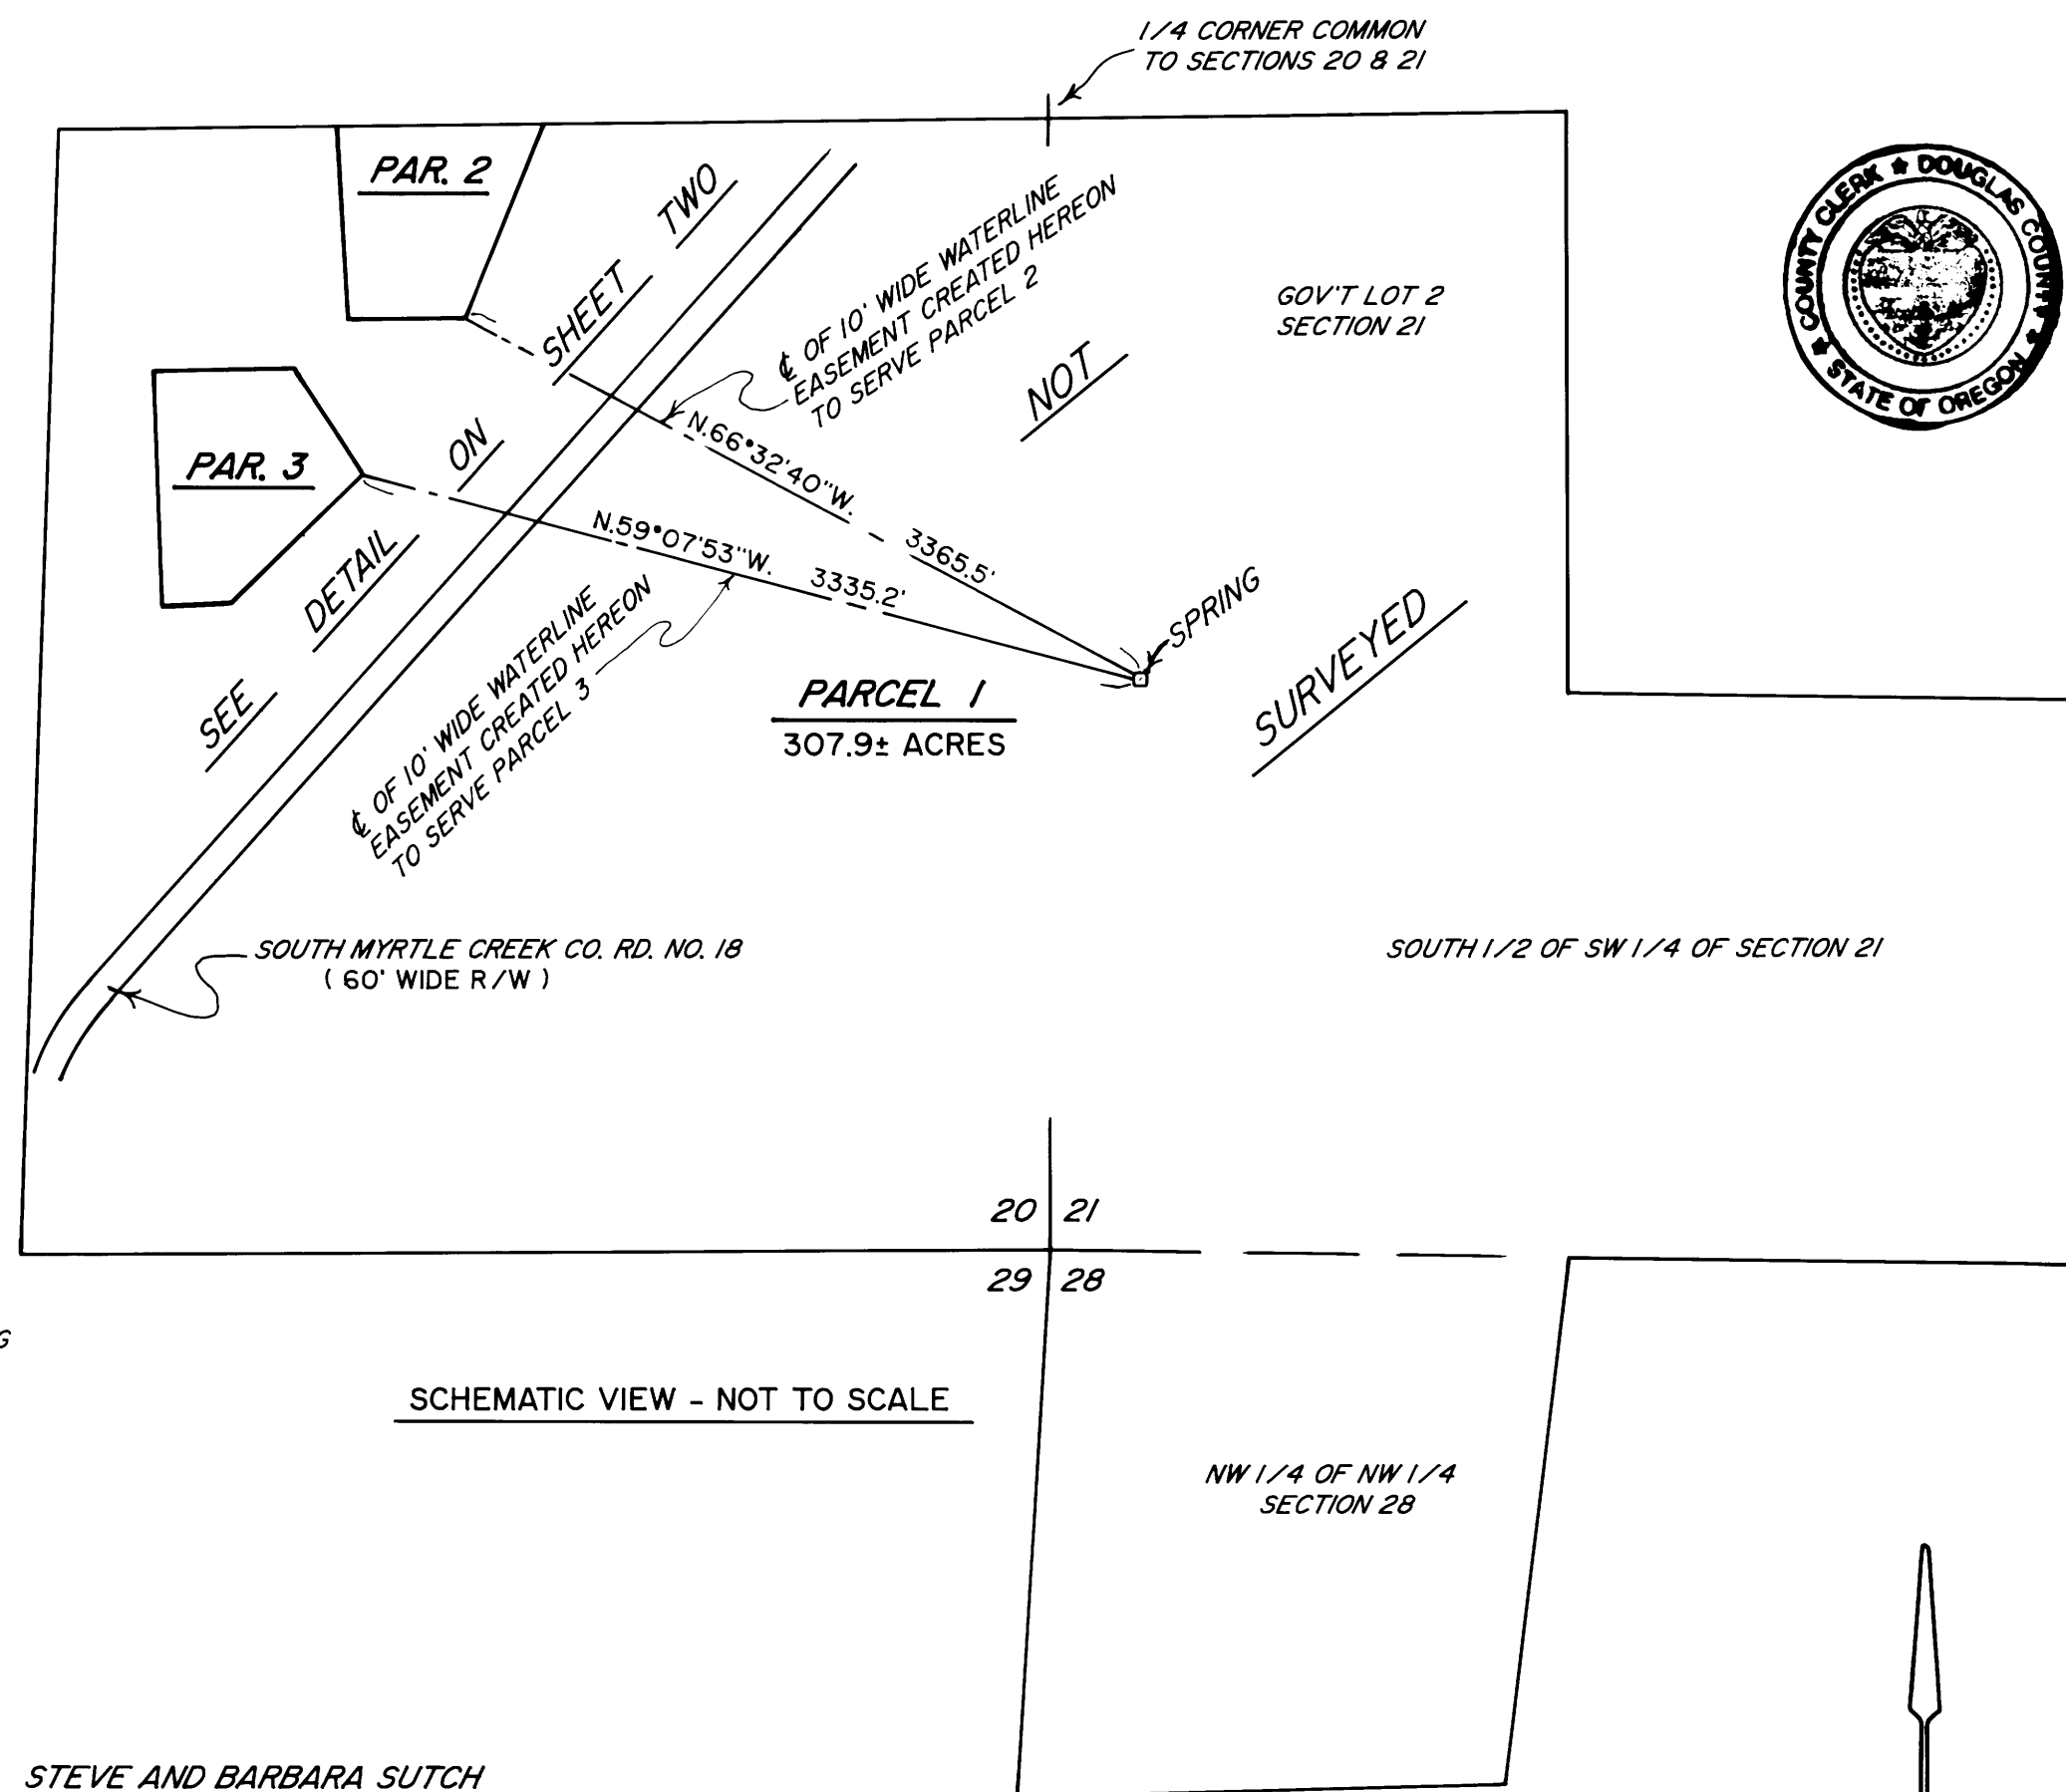 1/4 CORNER COMMON
TO SECTIONS 20 & 21
PAR. 2
PAR. 3
SEE DETAIL ON SHEET TWO
℄ OF 10' WIDE WATERLINE
EASEMENT CREATED HEREON
TO SERVE PARCEL 2
N.66°32'40"W. 3365.5'
N.59°07'53"W. 3335.2'
℄ OF 10' WIDE WATERLINE
EASEMENT CREATED HEREON
TO SERVE PARCEL 3
SPRING
NOT SURVEYED
GOV'T LOT 2
SECTION 21
COUNTY CLERK ★ DOUGLAS COUNTY ★
★ STATE OF OREGON
PARCEL 1
307.9± ACRES
SOUTH MYRTLE CREEK CO. RD. NO. 18
( 60' WIDE R/W )
SOUTH 1/2 OF SW 1/4 OF SECTION 21
20 21
29 28
G
SCHEMATIC VIEW - NOT TO SCALE
NW 1/4 OF NW 1/4
SECTION 28
STEVE AND BARBARA SUTCH